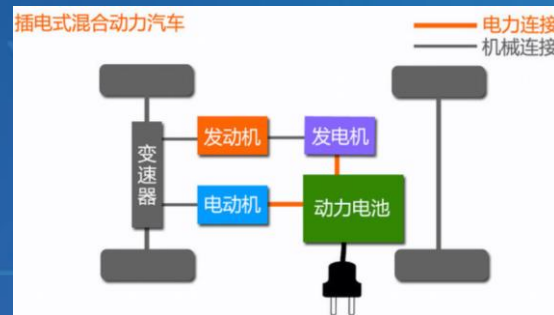 插电式混合动力汽车
电力连接
机械连接
发动机
发电机
变速器
电动机
动力电池